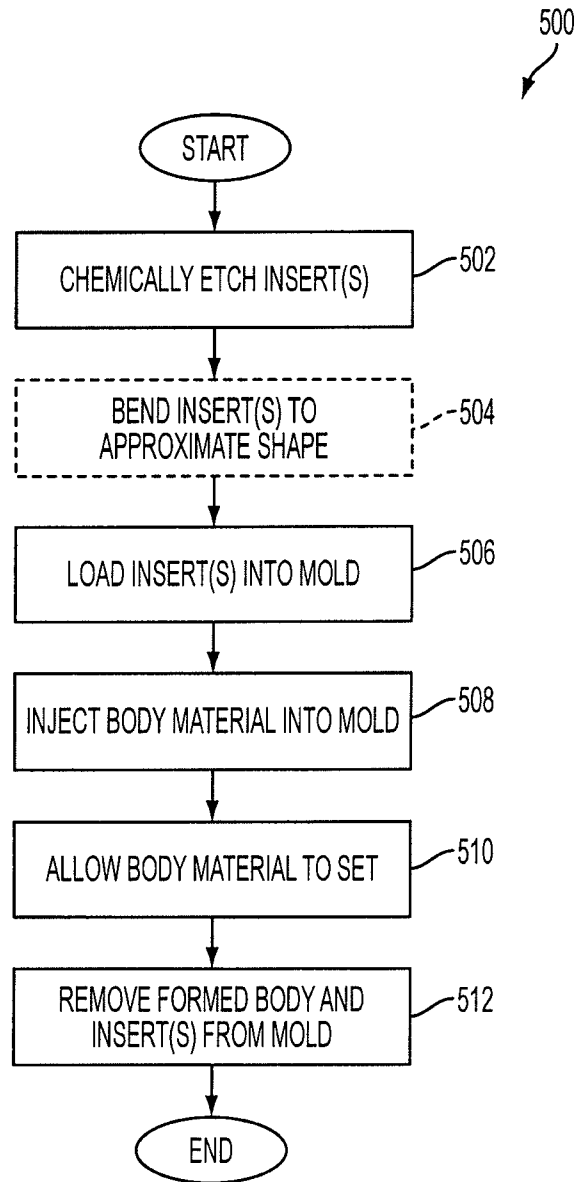 500
START
CHEMICALLY ETCH INSERT(S)
502
BEND INSERT(S) TO
APPROXIMATE SHAPE
504
LOAD INSERT(S) INTO MOLD
506
INJECT BODY MATERIAL INTO MOLD
508
ALLOW BODY MATERIAL TO SET
510
REMOVE FORMED BODY AND
INSERT(S) FROM MOLD
512
END